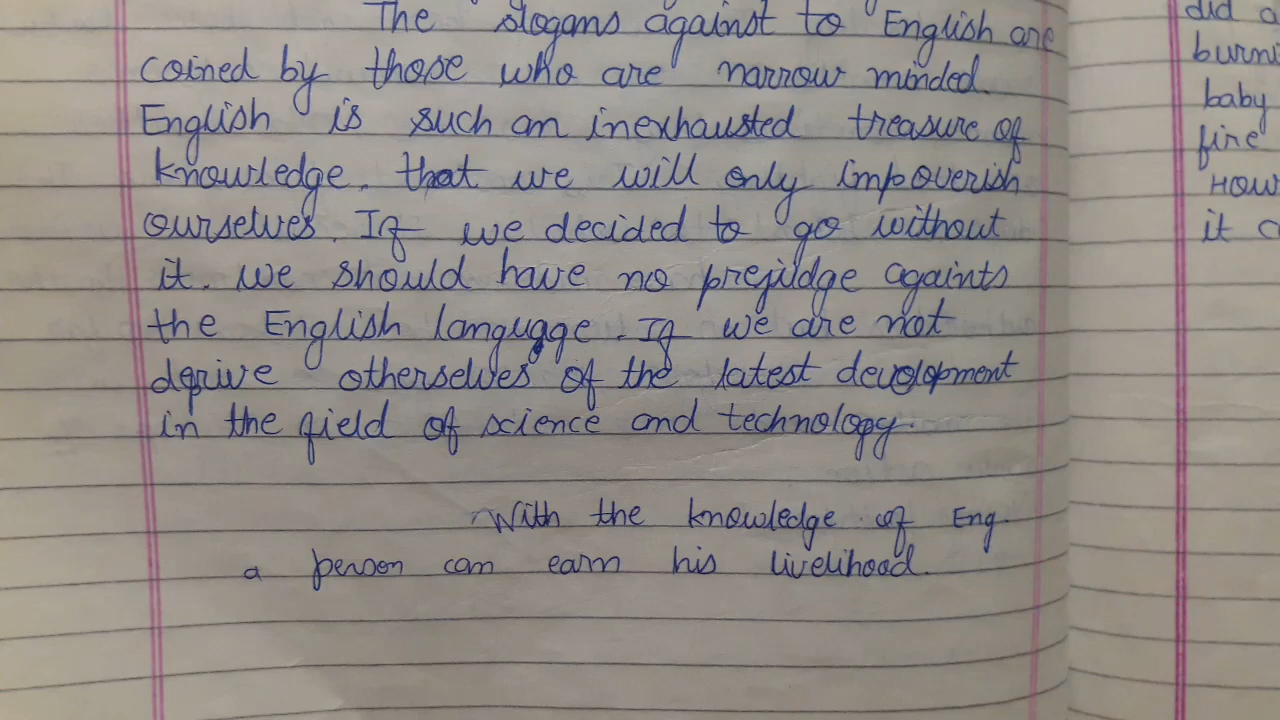 The slogans against to English are
coined by those who are narrow minded.
English is such an inexhausted treasure of
knowledge. that we will only impoverish
ourselves. If we decided to go without
it. we should have no prejudge againts
the English langugge. If we are not
deprive otherselves of the latest development
in the field of science and technology.
With the knowledge of Eng.
a person can earn his livelihood.
did
burni
baby
fire
How
it